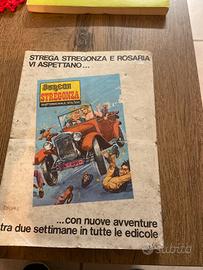 STREGA STREGONZA E ROSARIA
VI ASPETTANO...
STREGONZA
...con nuove avventure
tra due settimane in tutte le edicole
Subito